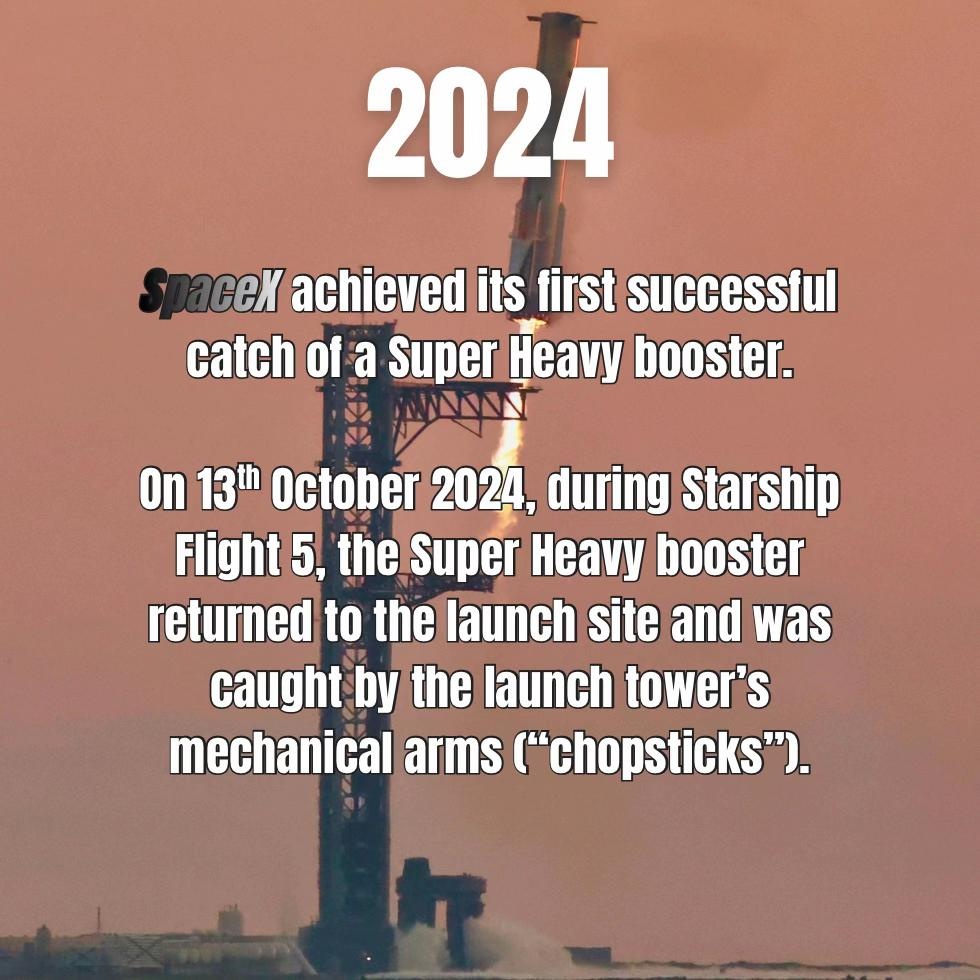 2024
SpaceX achieved its first successful
catch of a Super Heavy booster.
On 13th October 2024, during Starship
Flight 5, the Super Heavy booster
returned to the launch site and was
caught by the launch tower’s
mechanical arms (“chopsticks”).